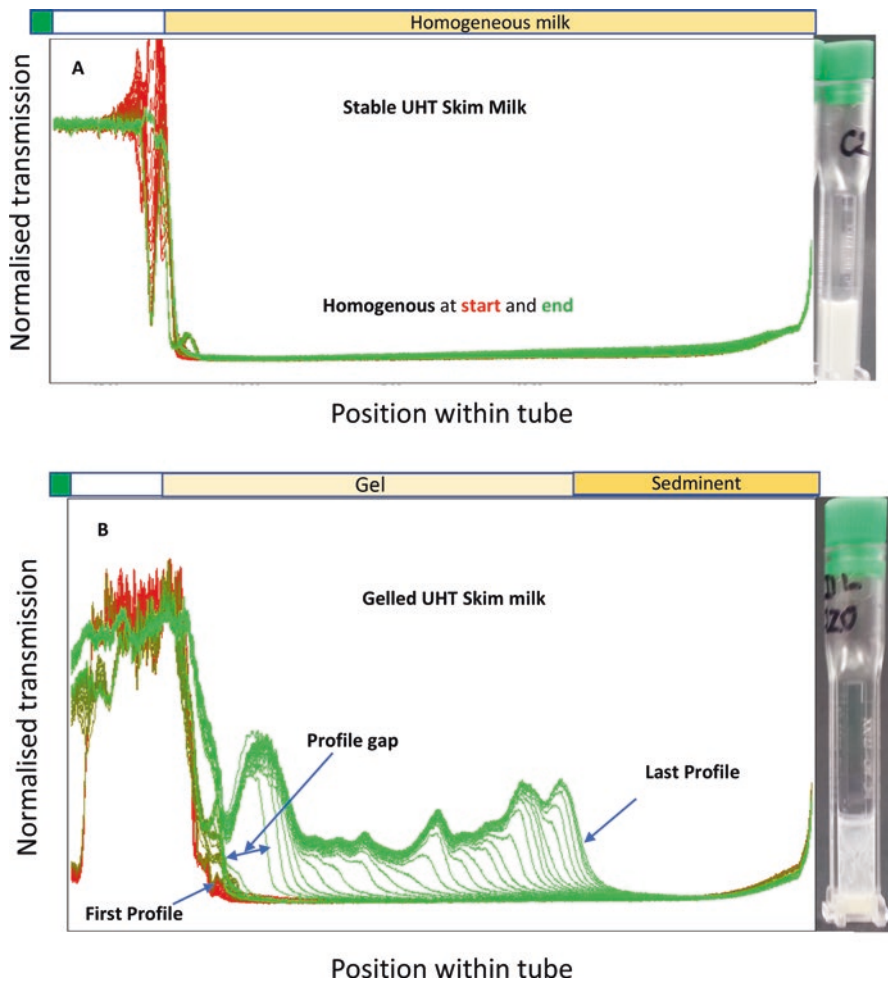 Homogeneous milk
A
Stable UHT Skim Milk
C2
Normalised transmission
Homogenous at start and end
Position within tube
Gel
Sedminent
B
Gelled UHT Skim milk
Normalised transmission
Profile gap
Last Profile
First Profile
Position within tube